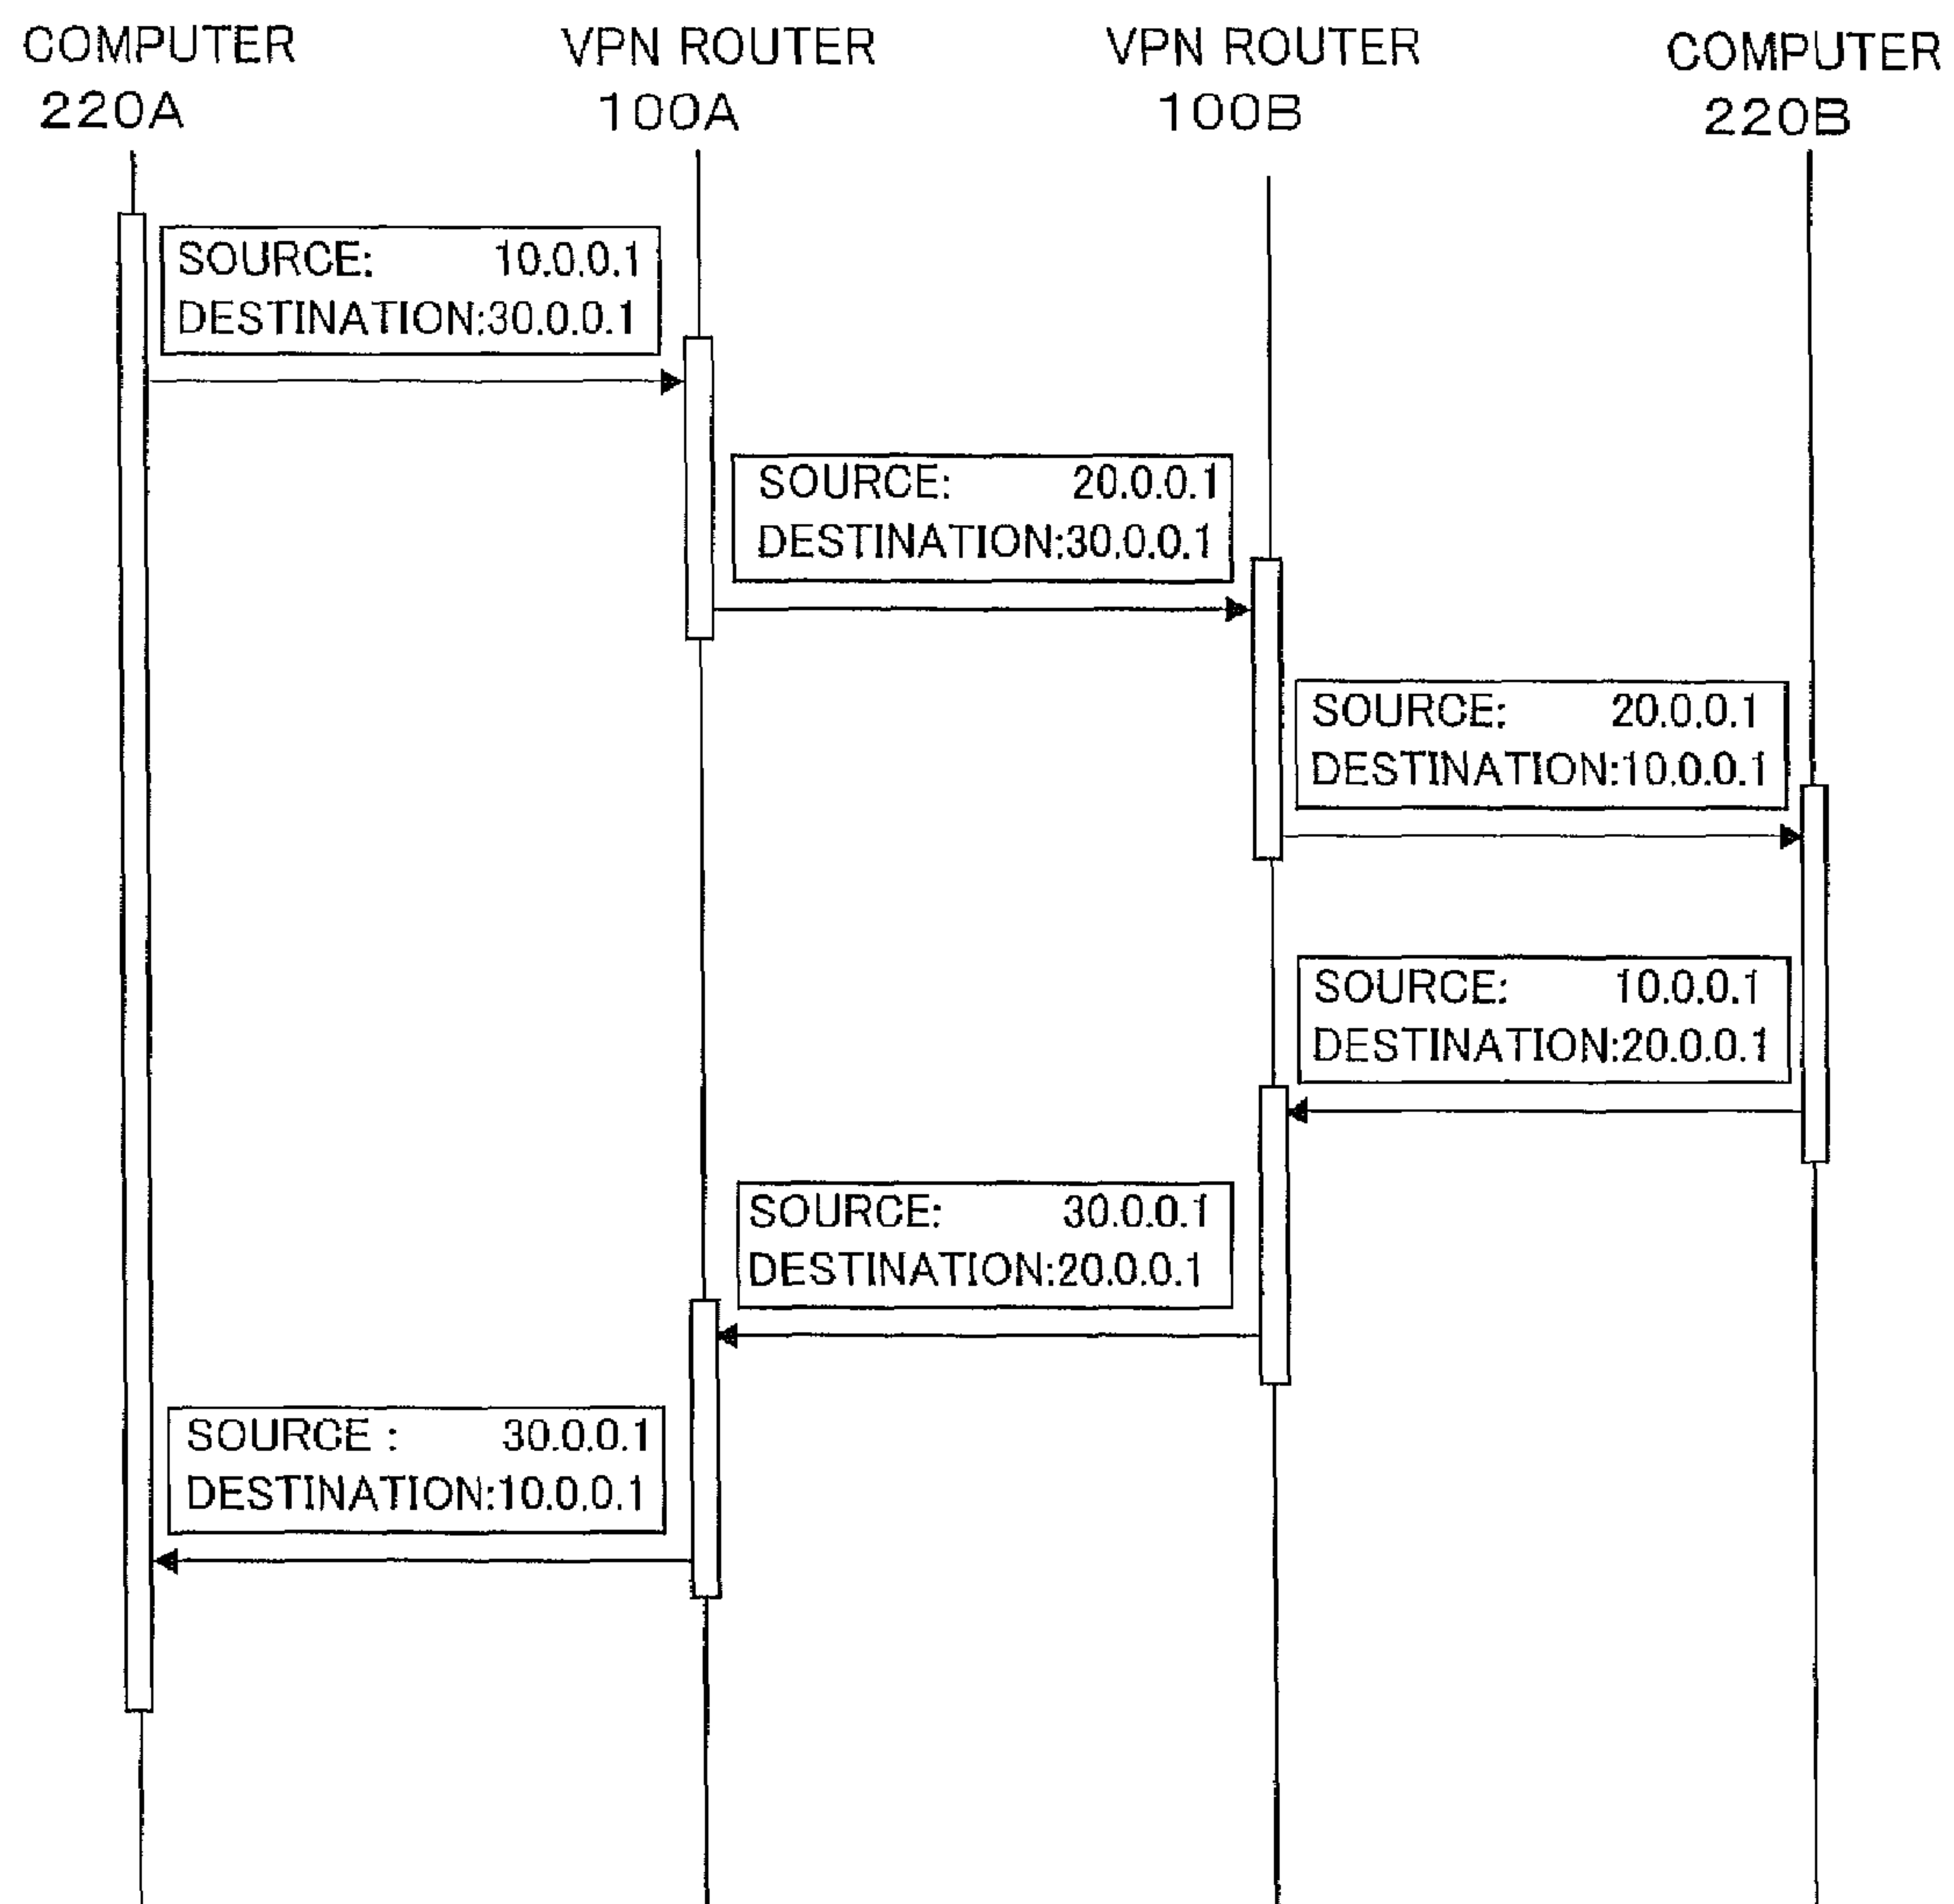 COMPUTER
220A
VPN ROUTER
100A
VPN ROUTER
100B
COMPUTER
220B
SOURCE: 10.0.0.1
DESTINATION:30.0.0.1
SOURCE: 20.0.0.1
DESTINATION:30.0.0.1
SOURCE: 20.0.0.1
DESTINATION:10.0.0.1
SOURCE: 10.0.0.1
DESTINATION:20.0.0.1
SOURCE: 30.0.0.1
DESTINATION:20.0.0.1
SOURCE : 30.0.0.1
DESTINATION:10.0.0.1